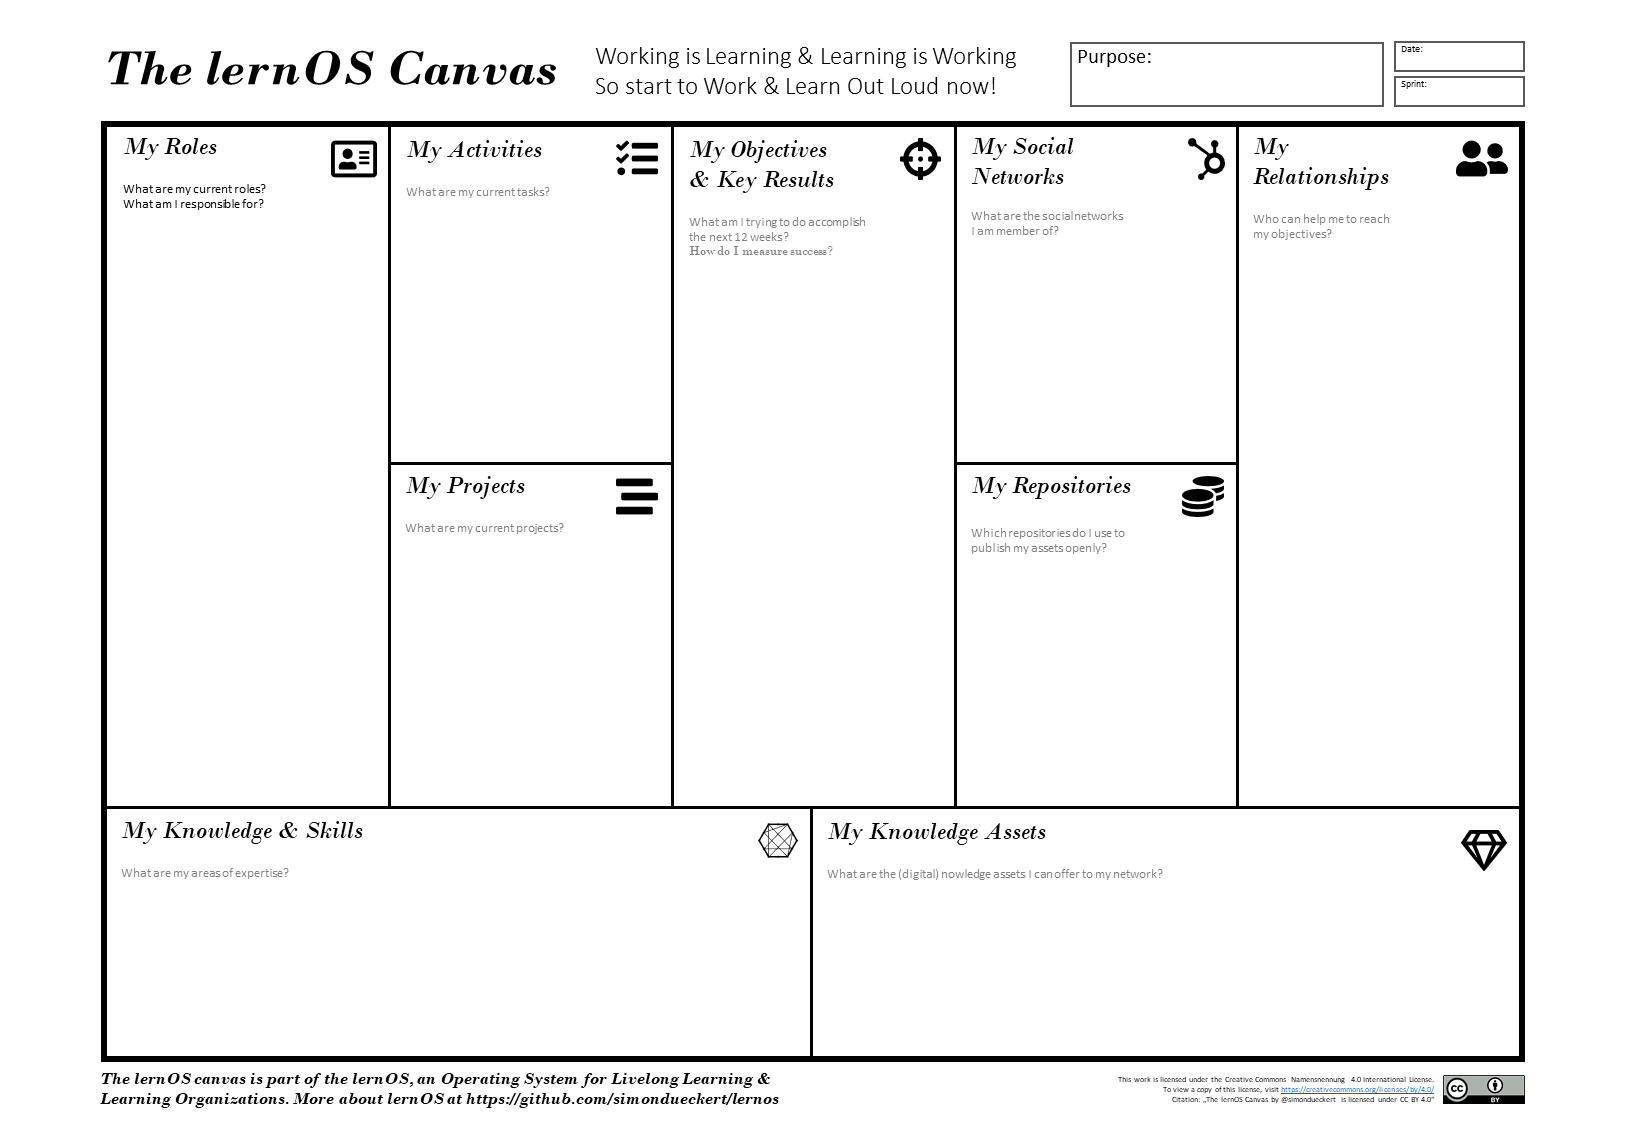 The lernOS Canvas
Working is Learning & Learning is Working
So start to Work & Learn Out Loud now!
Purpose:
Date:
Sprint:
My Roles
What are my current roles?
What am I responsible for?
My Activities
What are my current tasks?
My Projects
What are my current projects?
My Objectives
& Key Results
What am I trying to do accomplish
the next 12 weeks?
How do I measure success?
My Social
Networks
What are the social networks
I am member of?
My Repositories
Which repositories do I use to
publish my assets openly?
My
Relationships
Who can help me to reach
my objectives?
My Knowledge & Skills
What are my areas of expertise?
My Knowledge Assets
What are the (digital) nowledge assets I can offer to my network?
The lernOS canvas is part of the lernOS, an Operating System for Livelong Learning &
Learning Organizations. More about lernOS at https://github.com/simondueckert/lernos
This work is licensed under the Creative Commons Namensnennung 4.0 International License.
To view a copy of this license, visit https://creativecommons.org/licenses/by/4.0/
Citation: „The lernOS Canvas by @simondueckert is licensed under CC BY 4.0“
CC
BY